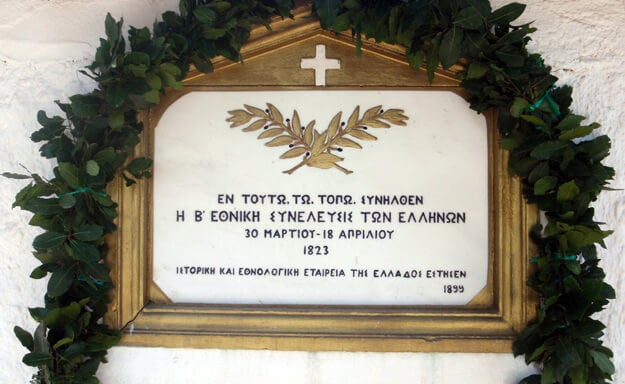 ΕΝ ΤΟΥΤΩ. ΤΩ. ΤΟΠΩ. ΣΥΝΗΛΘΕΝ
Η Β' ΕΘΝΙΚΗ ΣΥΝΕΛΕΥΣΙΣ ΤΩΝ ΕΛΛΗΝΩΝ
30 ΜΑΡΤΙΟΥ-18 ΑΠΡΙΛΙΟΥ
1823
ΙΣΤΟΡΙΚΗ ΚΑΙ ΕΘΝΟΛΟΓΙΚΗ ΕΤΑΙΡΕΙΑ ΤΗΣ ΕΛΛΑΔΟΣ ΕΣΤΗΣΕΝ
1899